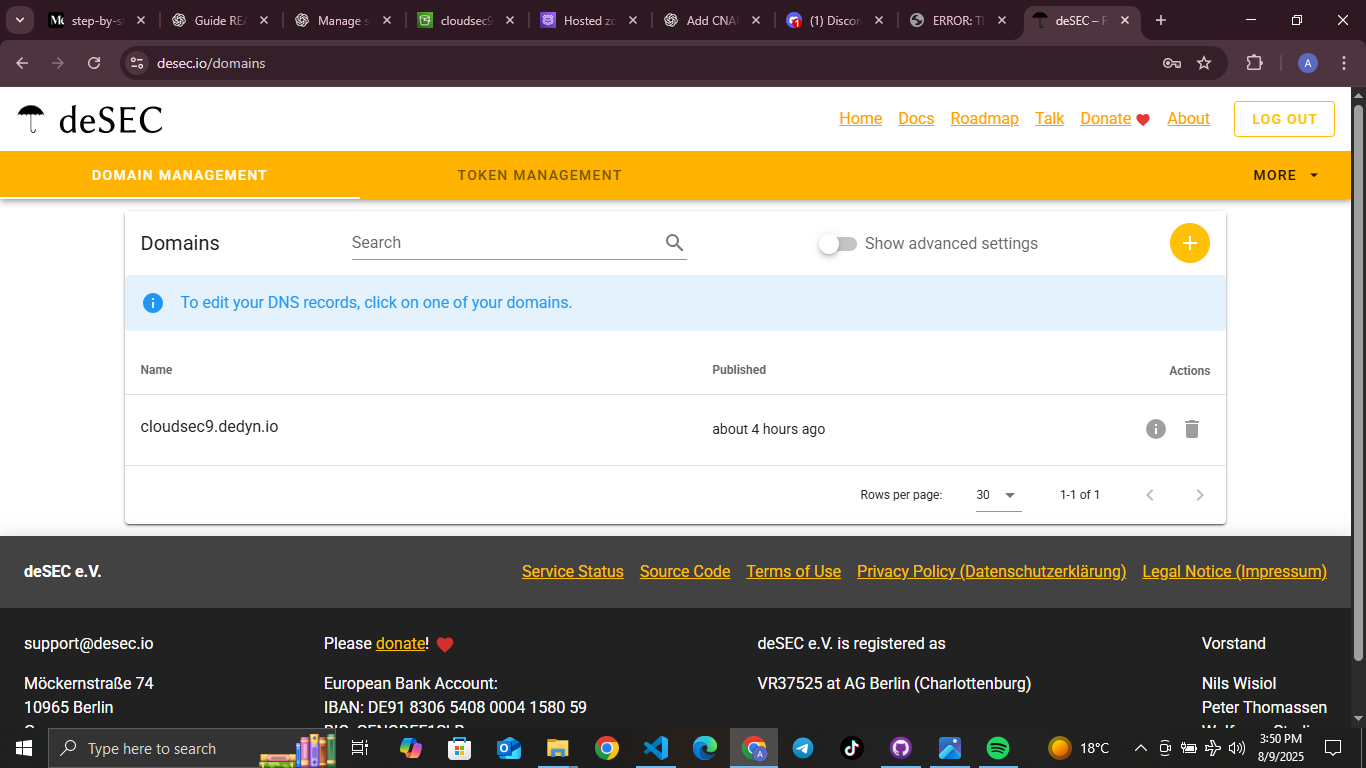 step-by-s
Guide RE
Manage s
cloudsec9
Hosted zo
Add CNA
(1) Discor
ERROR: Th
deSEC – F
desec.io/domains
A
deSEC
Home Docs Roadmap Talk Donate About LOG OUT
DOMAIN MANAGEMENT TOKEN MANAGEMENT MORE
Domains Search Show advanced settings
To edit your DNS records, click on one of your domains.
Name Published Actions
cloudsec9.dedyn.io about 4 hours ago
Rows per page: 30 1-1 of 1
deSEC e.V. Service Status Source Code Terms of Use Privacy Policy (Datenschutzerklärung) Legal Notice (Impressum)
support@desec.io Please donate! deSEC e.V. is registered as Vorstand
Möckernstraße 74 European Bank Account: VR37525 at AG Berlin (Charlottenburg) Nils Wisiol
10965 Berlin IBAN: DE91 8306 5408 0004 1580 59 Peter Thomassen
Type here to search
18°C
3:50 PM
8/9/2025